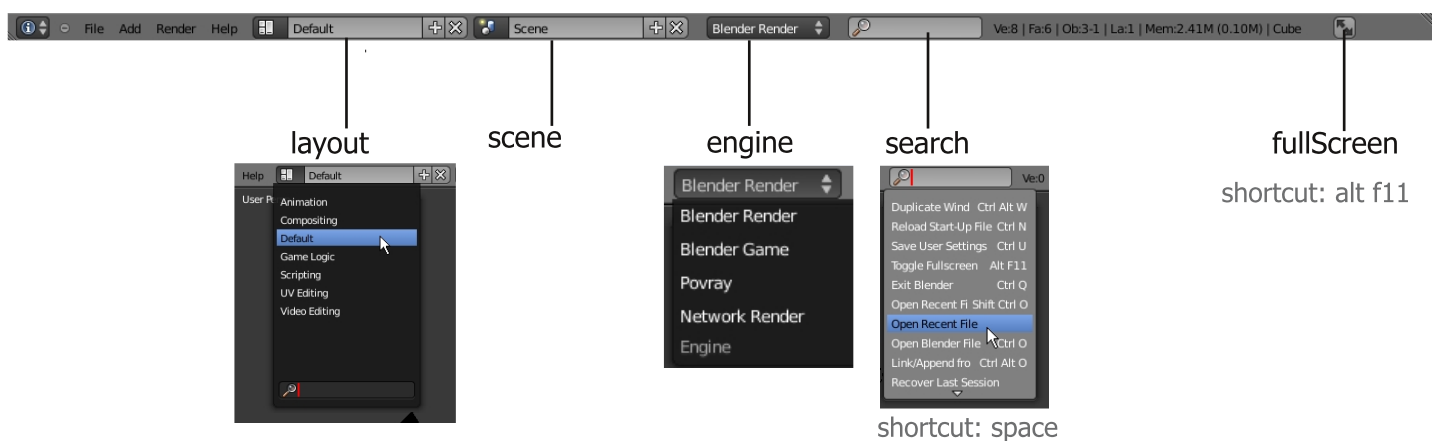 File Add Render Help Default Scene Blender Render Ve:8 | Fa:6 | Ob:3-1 | La:1 | Mem:2.41M (0.10M) | Cube
layout
scene
engine
search
fullScreen
shortcut: alt f11
Help Default
Animation
Compositing
Default
Game Logic
Scripting
UV Editing
Video Editing
Blender Render
Blender Render
Blender Game
Povray
Network Render
Engine
Ve:0
Duplicate Wind Ctrl Alt W
Reload Start-Up File Ctrl N
Save User Settings Ctrl U
Toggle Fullscreen Alt F11
Exit Blender Ctrl Q
Open Recent Fi Shift Ctrl O
Open Recent File
Open Blender File Ctrl O
Link/Append fro Ctrl Alt O
Recover Last Session
shortcut: space